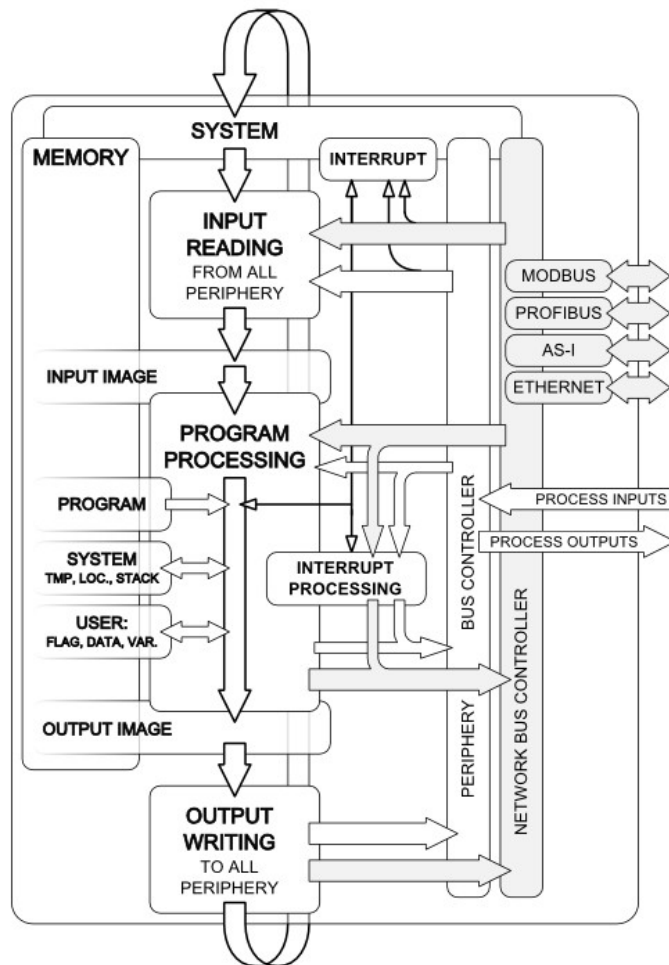 SYSTEM
MEMORY
INTERRUPT
INPUT
READING
FROM ALL
PERIPHERY
MODBUS
PROFIBUS
AS-I
ETHERNET
INPUT IMAGE
PROGRAM
PROCESSING
PROGRAM
PROCESS INPUTS
PROCESS OUTPUTS
SYSTEM
TMP, LOC., STACK
INTERRUPT
PROCESSING
USER:
FLAG, DATA, VAR.
OUTPUT IMAGE
PERIPHERY BUS CONTROLLER
NETWORK BUS CONTROLLER
OUTPUT
WRITING
TO ALL
PERIPHERY